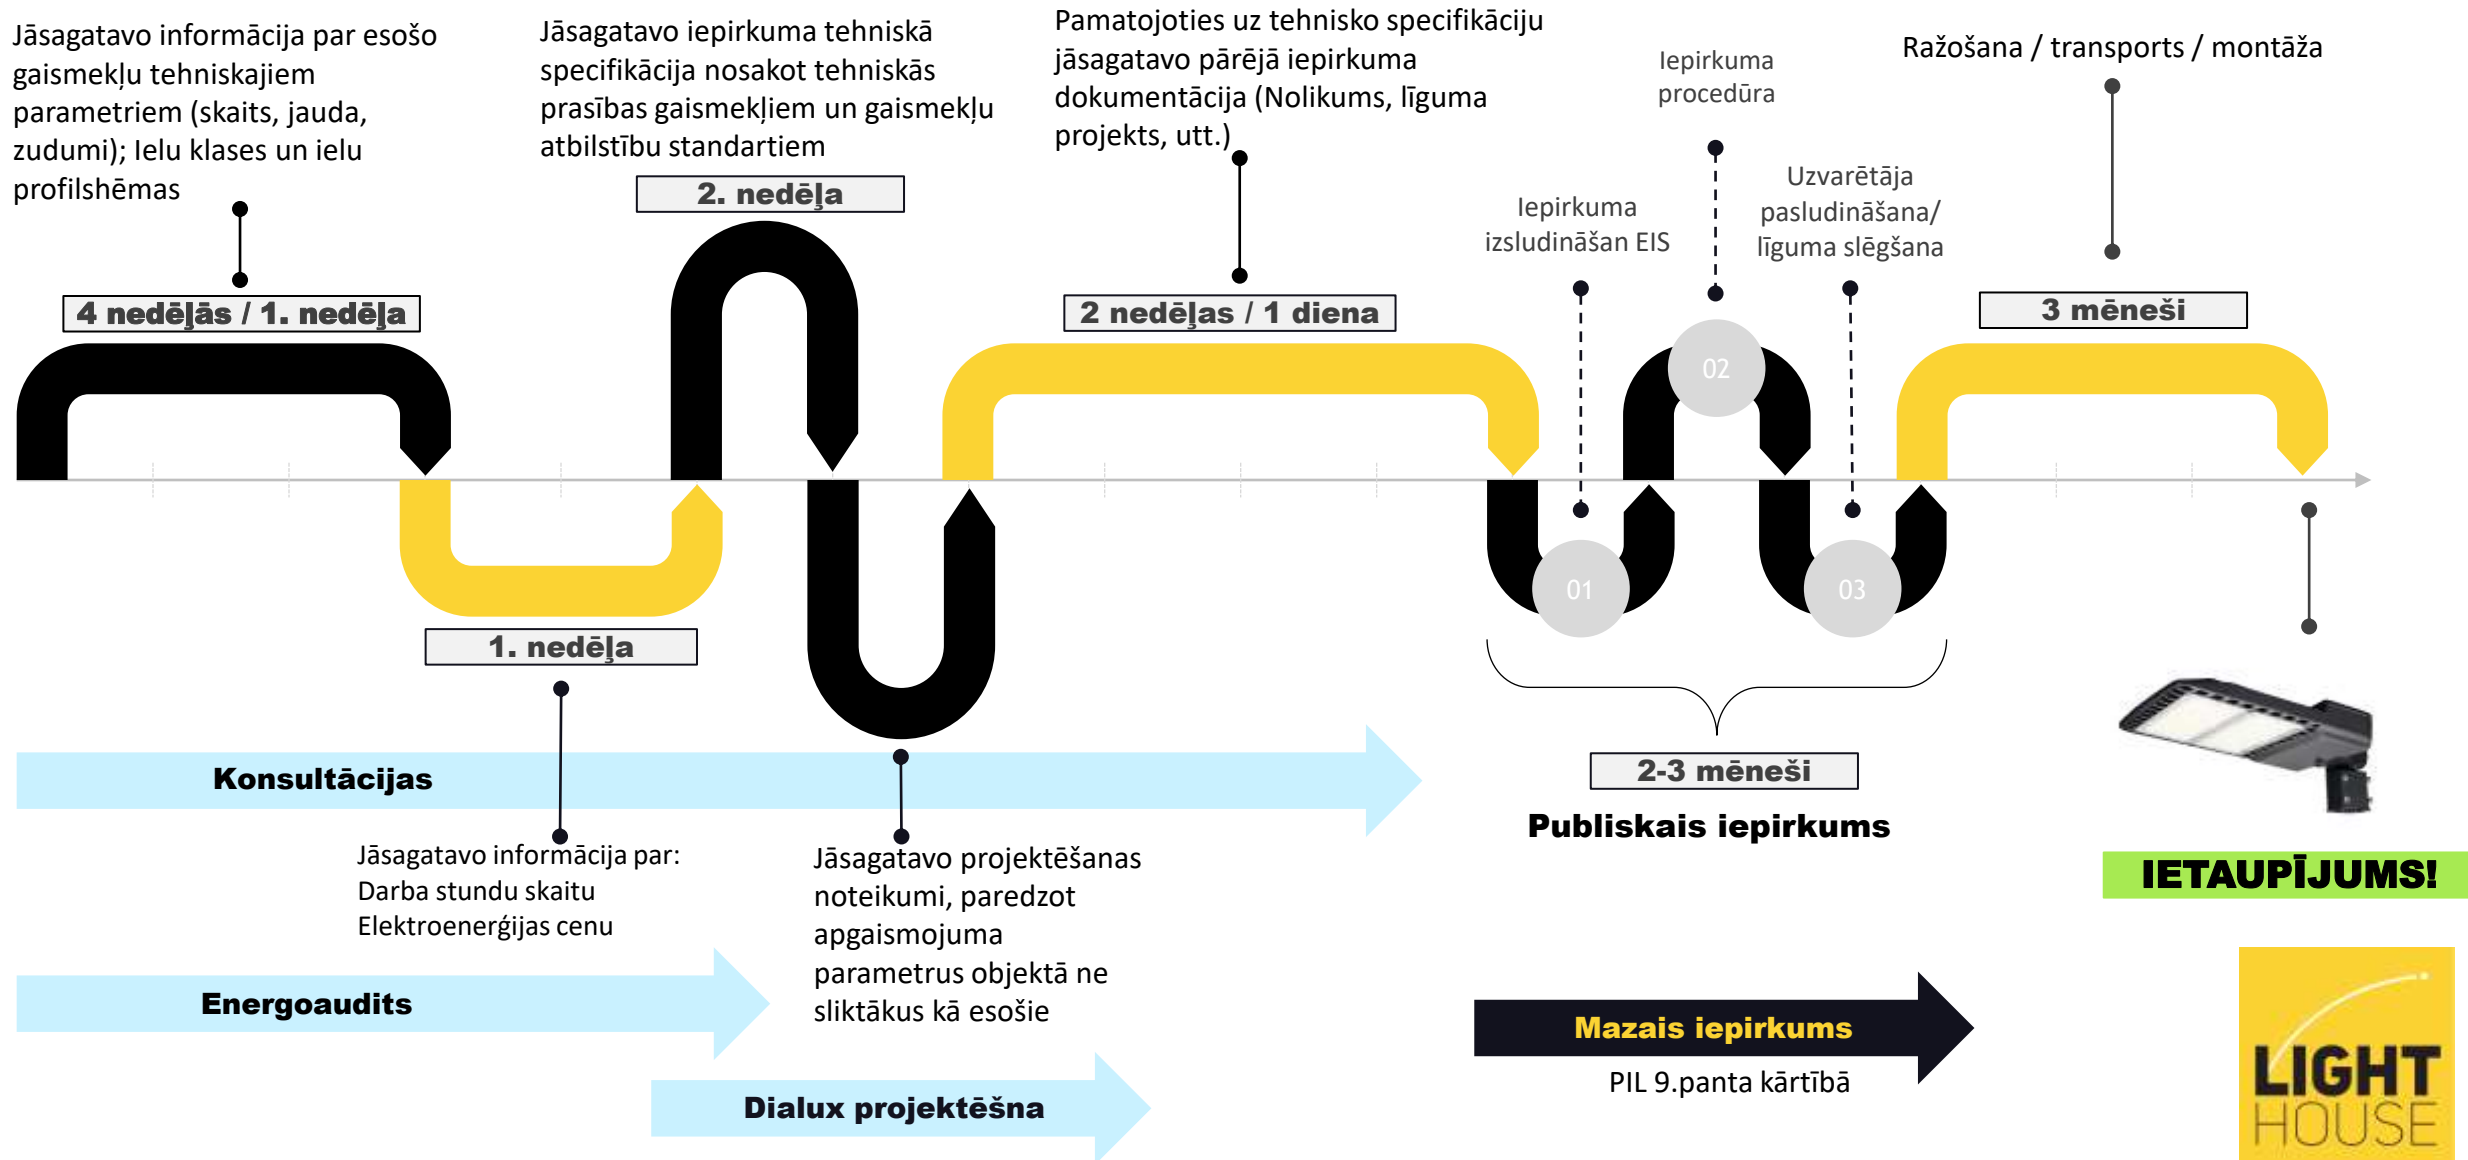 Jāsagatavo informācija par esošo
gaismekļu tehniskajiem
parametriem (skaits, jauda,
zudumi); Ielu klases un ielu
profilshēmas
4 nedēļās / 1. nedēļa
Jāsagatavo iepirkuma tehniskā
specifikācija nosakot tehniskās
prasības gaismekļiem un gaismekļu
atbilstību standartiem
2. nedēļa
Pamatojoties uz tehnisko specifikāciju
jāsagatavo pārējā iepirkuma
dokumentācija (Nolikums, līguma
projekts, utt.)
2 nedēļas / 1 diena
Iepirkuma
izsludināšan EIS
Iepirkuma
procedūra
Uzvarētāja
pasludināšana/
līguma slēgšana
Ražošana / transports / montāža
3 mēneši
02
01
03
1. nedēļa
2-3 mēneši
Publiskais iepirkums
Konsultācijas
Jāsagatavo informācija par:
Darba stundu skaitu
Elektroenerģijas cenu
Jāsagatavo projektēšanas
noteikumi, paredzot
apgaismojuma
parametrus objektā ne
sliktākus kā esošie
IETAUPĪJUMS!
Energoaudits
Mazais iepirkums
PIL 9.panta kārtībā
Dialux projektēšna
LIGHT
HOUSE